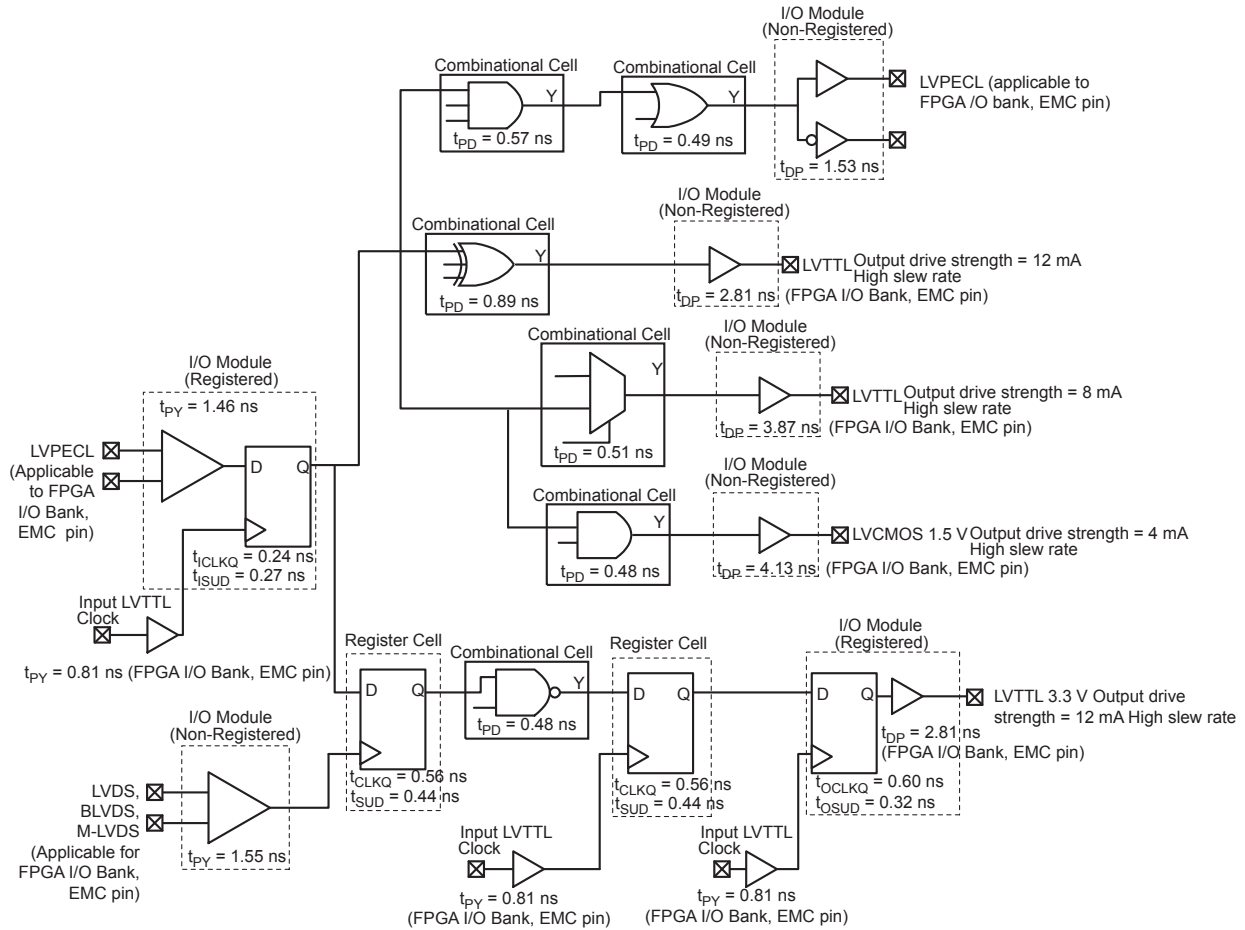 I/O Module
(Non-Registered)
Combinational Cell
Y
tPD = 0.57 ns
Combinational Cell
Y
tPD = 0.49 ns
tDP = 1.53 ns
LVPECL (applicable to
FPGA /O bank, EMC pin)
Combinational Cell
Y
tPD = 0.89 ns
I/O Module
(Non-Registered)
tDP = 2.81 ns
LVTTL Output drive strength = 12 mA
High slew rate
(FPGA I/O Bank, EMC pin)
Combinational Cell
Y
tPD = 0.51 ns
I/O Module
(Non-Registered)
tDP = 3.87 ns
LVTTL Output drive strength = 8 mA
High slew rate
(FPGA I/O Bank, EMC pin)
I/O Module
(Registered)
tPY = 1.46 ns
LVPECL
(Applicable
to FPGA
I/O Bank,
EMC pin)
D
Q
tICLKQ = 0.24 ns
tISUD = 0.27 ns
Input LVTTL
Clock
tPY = 0.81 ns (FPGA I/O Bank, EMC pin)
Combinational Cell
Y
tPD = 0.48 ns
I/O Module
(Non-Registered)
tDP = 4.13 ns
LVCMOS 1.5 V Output drive strength = 4 mA
High slew rate
(FPGA I/O Bank, EMC pin)
I/O Module
(Non-Registered)
LVDS,
BLVDS,
M-LVDS
(Applicable for
FPGA I/O Bank,
EMC pin)
tPY = 1.55 ns
Register Cell
D
Q
tCLKQ = 0.56 ns
tSUD = 0.44 ns
Combinational Cell
Y
tPD = 0.48 ns
Register Cell
D
Q
tCLKQ = 0.56 ns
tSUD = 0.44 ns
Input LVTTL
Clock
tPY = 0.81 ns
(FPGA I/O Bank, EMC pin)
I/O Module
(Registered)
D
Q
tDP = 2.81 ns
(FPGA I/O Bank, EMC pin)
tOCLKQ = 0.60 ns
tOSUD = 0.32 ns
LVTTL 3.3 V Output drive
strength = 12 mA High slew rate
Input LVTTL
Clock
tPY = 0.81 ns
(FPGA I/O Bank, EMC pin)